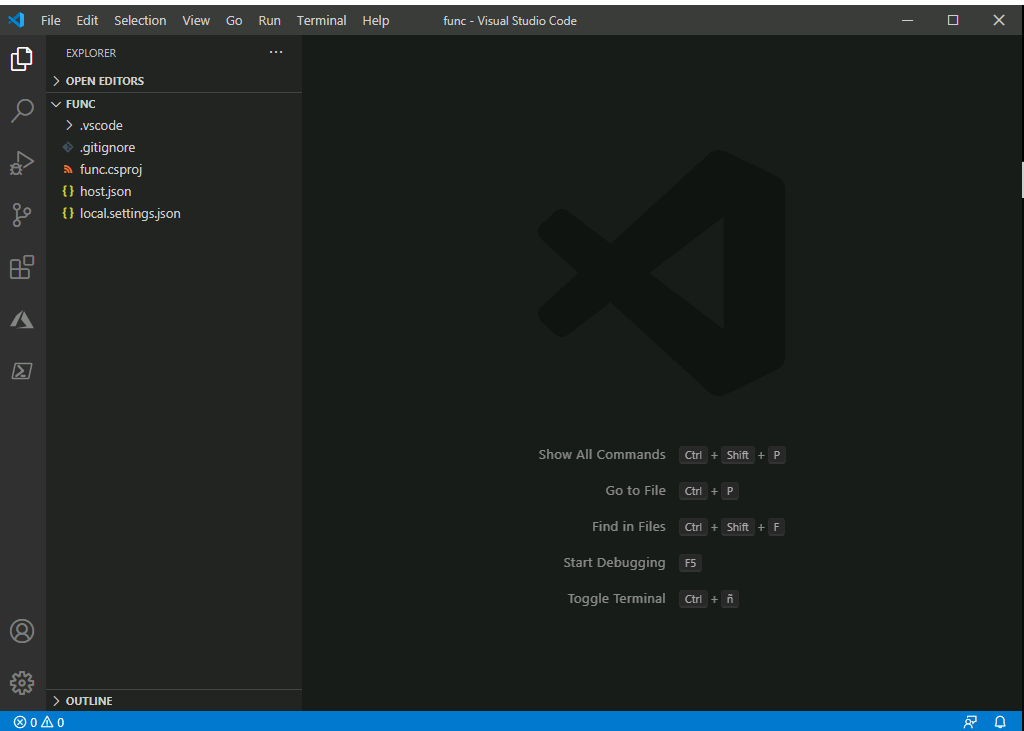 File Edit Selection View Go Run Terminal Help func - Visual Studio Code
EXPLORER ...
OPEN EDITORS
FUNC
.vscode
.gitignore
func.csproj
{} host.json
{} local.settings.json
Show All Commands Ctrl + Shift + P
Go to File Ctrl + P
Find in Files Ctrl + Shift + F
Start Debugging F5
Toggle Terminal Ctrl + ñ
OUTLINE
0 0